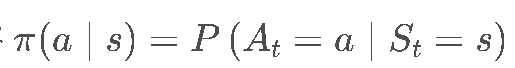 π(a | s) = P (A_t = a | S_t = s)